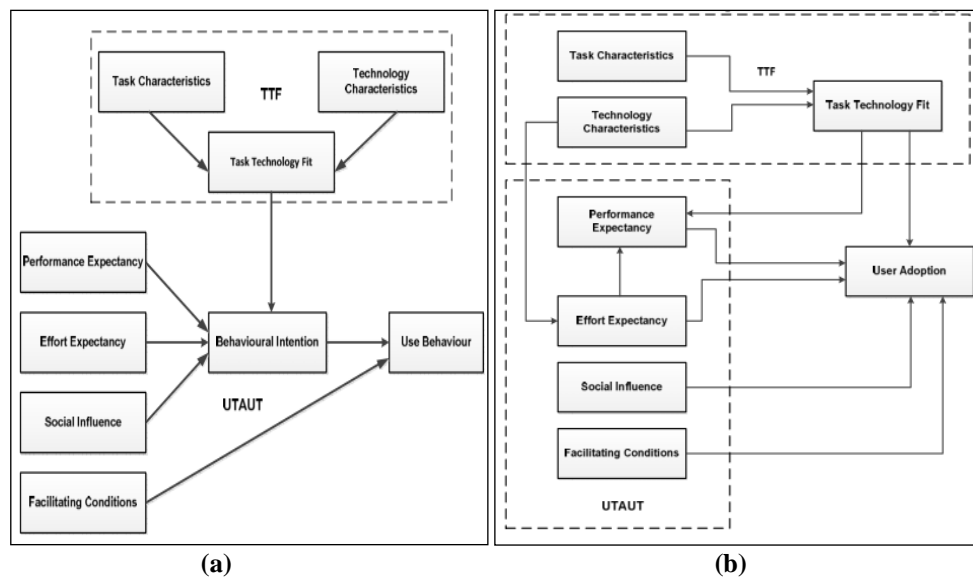 Task Characteristics
Technology
Characteristics
TTF
Task Technology Fit
Performance Expectancy
Effort Expectancy
Behavioural Intention
Use Behaviour
Social Influence
UTAUT
Facilitating Conditions
(a)
Task Characteristics
TTF
Technology
Characteristics
Task Technology Fit
Performance
Expectancy
User Adoption
Effort Expectancy
Social Influence
Facilitating Conditions
UTAUT
(b)